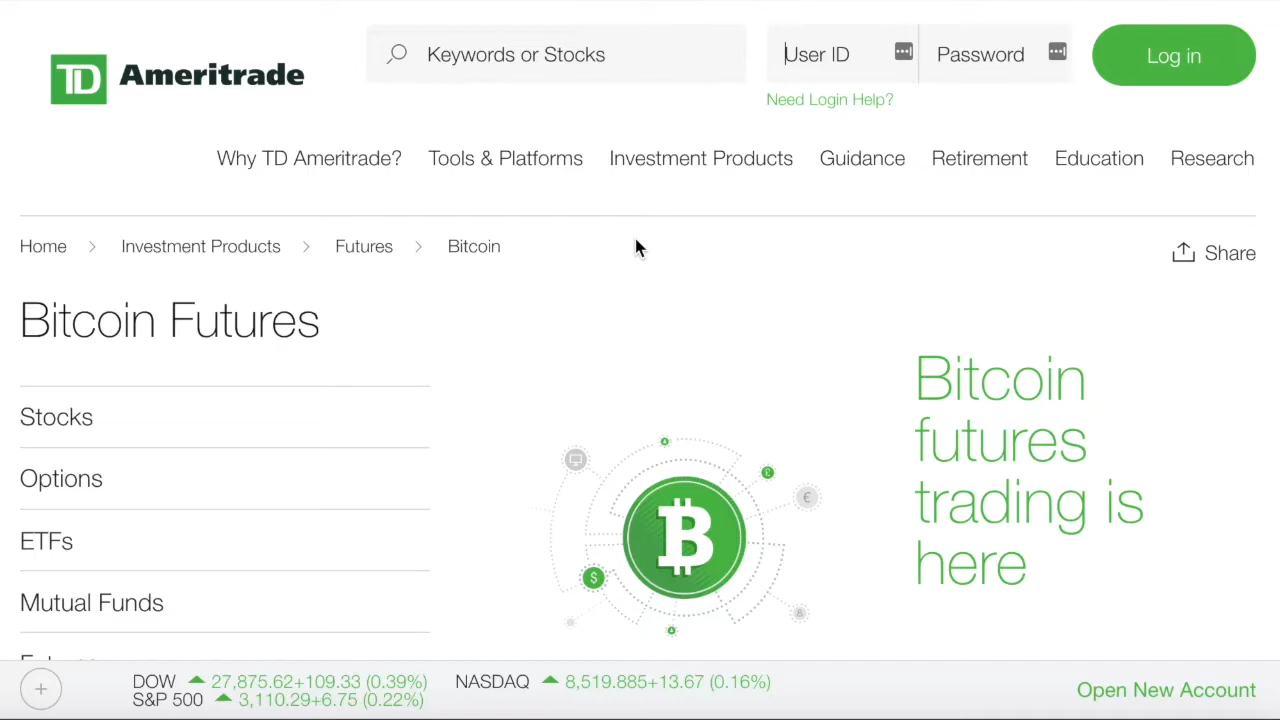 TD Ameritrade
Keywords or Stocks
User ID
Password
Log in
Need Login Help?
Why TD Ameritrade? Tools & Platforms Investment Products Guidance Retirement Education Research
Home > Investment Products > Futures > Bitcoin
Share
Bitcoin Futures
Stocks
Options
ETFs
Mutual Funds
Bitcoin
futures
trading is
here
DOW 27,875.62+109.33 (0.39%) NASDAQ 8,519.885+13.67 (0.16%)
S&P 500 3,110.29+6.75 (0.22%)
Open New Account